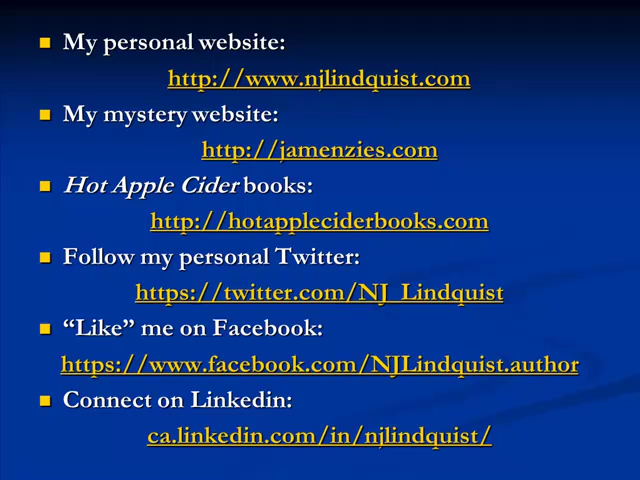 My personal website:
http://www.njlindquist.com
My mystery website:
http://jamenzies.com
Hot Apple Cider books:
http://hotappleciderbooks.com
Follow my personal Twitter:
https://twitter.com/NJ_Lindquist
“Like” me on Facebook:
https://www.facebook.com/NJLindquist.author
Connect on Linkedin:
ca.linkedin.com/in/njlindquist/